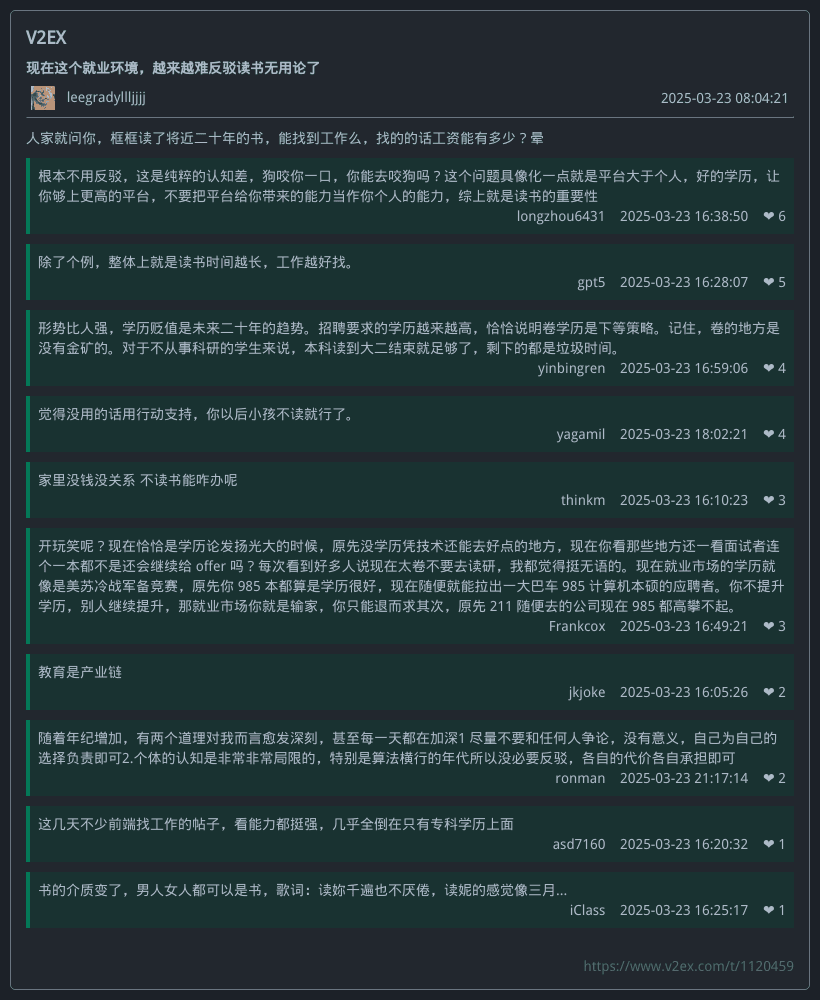 V2EX
现在这个就业环境，越来越难反驳读书无用论了
leegradyllljjjj
2025-03-23 08:04:21
人家就问你，框框读了将近二十年的书，能找到工作么，找的的话工资能有多少？晕
根本不用反驳，这是纯粹的认知差，狗咬你一口，你能去咬狗吗？这个问题具像化一点就是平台大于个人，好的学历，让
你够上更高的平台，不要把平台给你带来的能力当作你个人的能力，综上就是读书的重要性
longzhou6431 2025-03-23 16:38:50 ❤ 6
除了个例，整体上就是读书时间越长，工作越好找。
gpt5 2025-03-23 16:28:07 ❤ 5
形势比人强，学历贬值是未来二十年的趋势。招聘要求的学历越来越高，恰恰说明卷学历是下等策略。记住，卷的地方是
没有金矿的。对于不从事科研的学生来说，本科读到大二结束就足够了，剩下的都是垃圾时间。
yinbingren 2025-03-23 16:59:06 ❤ 4
觉得没用的话用行动支持，你以后小孩不读就行了。
yagamil 2025-03-23 18:02:21 ❤ 4
家里没钱没关系 不读书能咋办呢
thinkm 2025-03-23 16:10:23 ❤ 3
开玩笑呢？现在恰恰是学历论发扬光大的时候，原先没学历凭技术还能去好点的地方，现在你看那些地方还一看面试者连
个一本都不是还会继续给 offer 吗？每次看到好多人说现在太卷不要去读研，我都觉得挺无语的。现在就业市场的学历就
像是美苏冷战军备竞赛，原先你 985 本都算是学历很好，现在随便就能拉出一大巴车 985 计算机本硕的应聘者。你不提升
学历，别人继续提升，那就业市场你就是输家，你只能退而求其次，原先 211 随便去的公司现在 985 都高攀不起。
Frankcox 2025-03-23 16:49:21 ❤ 3
教育是产业链
jkjoke 2025-03-23 16:05:26 ❤ 2
随着年纪增加，有两个道理对我而言愈发深刻，甚至每一天都在加深1 尽量不要和任何人争论，没有意义，自己为自己的
选择负责即可2.个体的认知是非常非常局限的，特别是算法横行的年代所以没必要反驳，各自的代价各自承担即可
ronman 2025-03-23 21:17:14 ❤ 2
这几天不少前端找工作的帖子，看能力都挺强，几乎全倒在只有专科学历上面
asd7160 2025-03-23 16:20:32 ❤ 1
书的介质变了，男人女人都可以是书，歌词：读妳千遍也不厌倦，读妮的感觉像三月...
iClass 2025-03-23 16:25:17 ❤ 1
https://www.v2ex.com/t/1120459